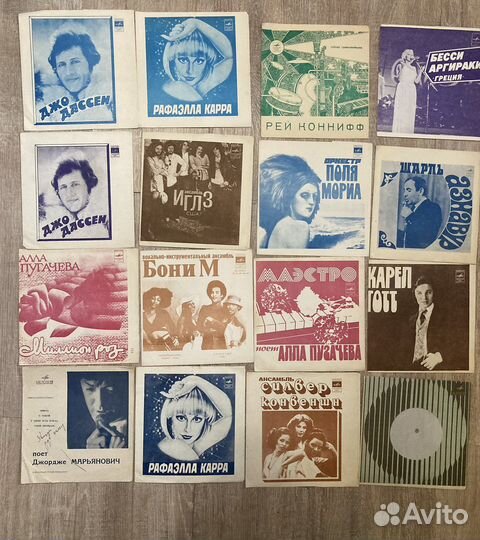 ДЖО
ДАССЕН
РАФАЭЛЛА КАРРА
РЕЙ КОННИФФ
БЕССИ
АРГИРАКИ
ГРЕЦИЯ
ДЖО
ДАССЕН
АНСАМБЛЬ
ИГЛЗ
США
ОРКЕСТР
ПОЛЯ
МОРИА
ШАРЛЬ
АЗНАВУР
АЛЛА
ПУГАЧЕВА
Миллион роз
вокально-инструментальный ансамбль
БОНИ М
МАЭСТРО
поет АЛЛА ПУГАЧЕВА
КАРЕЛ
ГОТТ
поет
Джордже МАРЬЯНОВИЧ
РАФАЭЛЛА КАРРА
АНСАМБЛЬ
СИЛВЕР
КОНВЕНШН
Avito